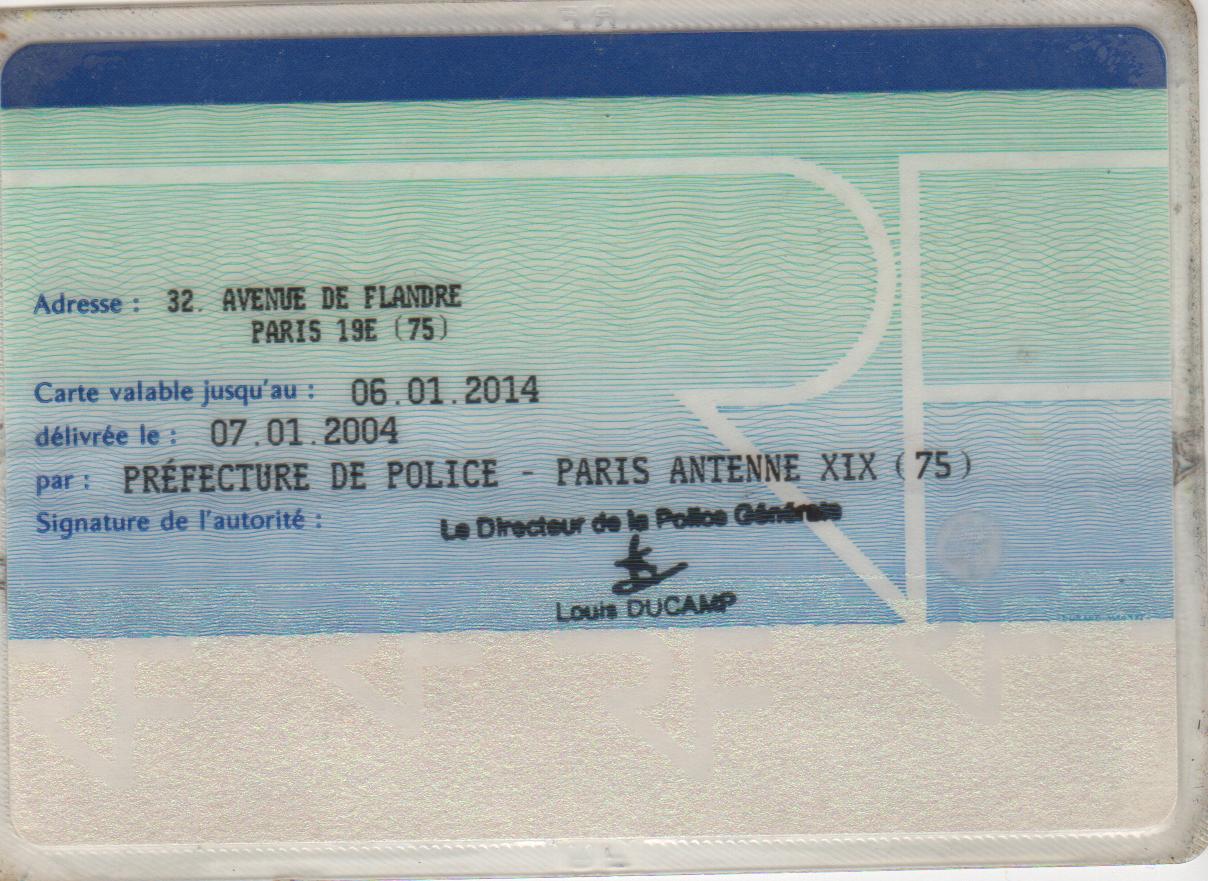 Adresse : 32. AVENUE DE FLANDRE
PARIS 19E (75)
Carte valable jusqu'au : 06.01.2014
délivrée le : 07.01.2004
par : PRÉFECTURE DE POLICE - PARIS ANTENNE XIX (75)
Signature de l'autorité :
Le Directeur de la Police Générale
Louis DUCAMP
RF
RF